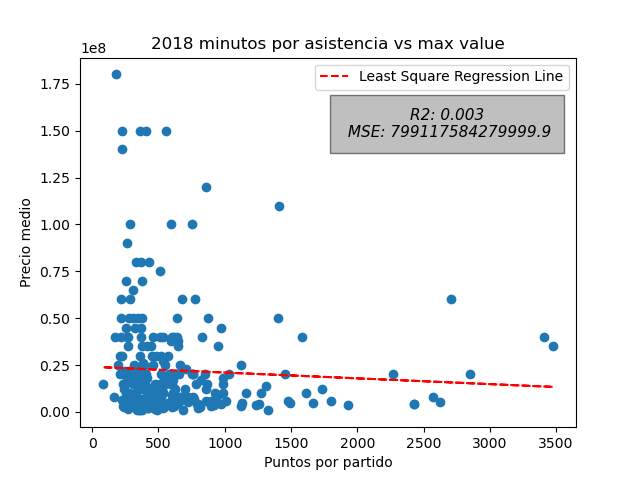 2018 minutos por asistencia vs max value
1e8
Least Square Regression Line
R2: 0.003
MSE: 799117584279999.9
1.75
1.50
1.25
1.00
0.75
0.50
0.25
0.00
Precio medio
0 500 1000 1500 2000 2500 3000 3500
Puntos por partido